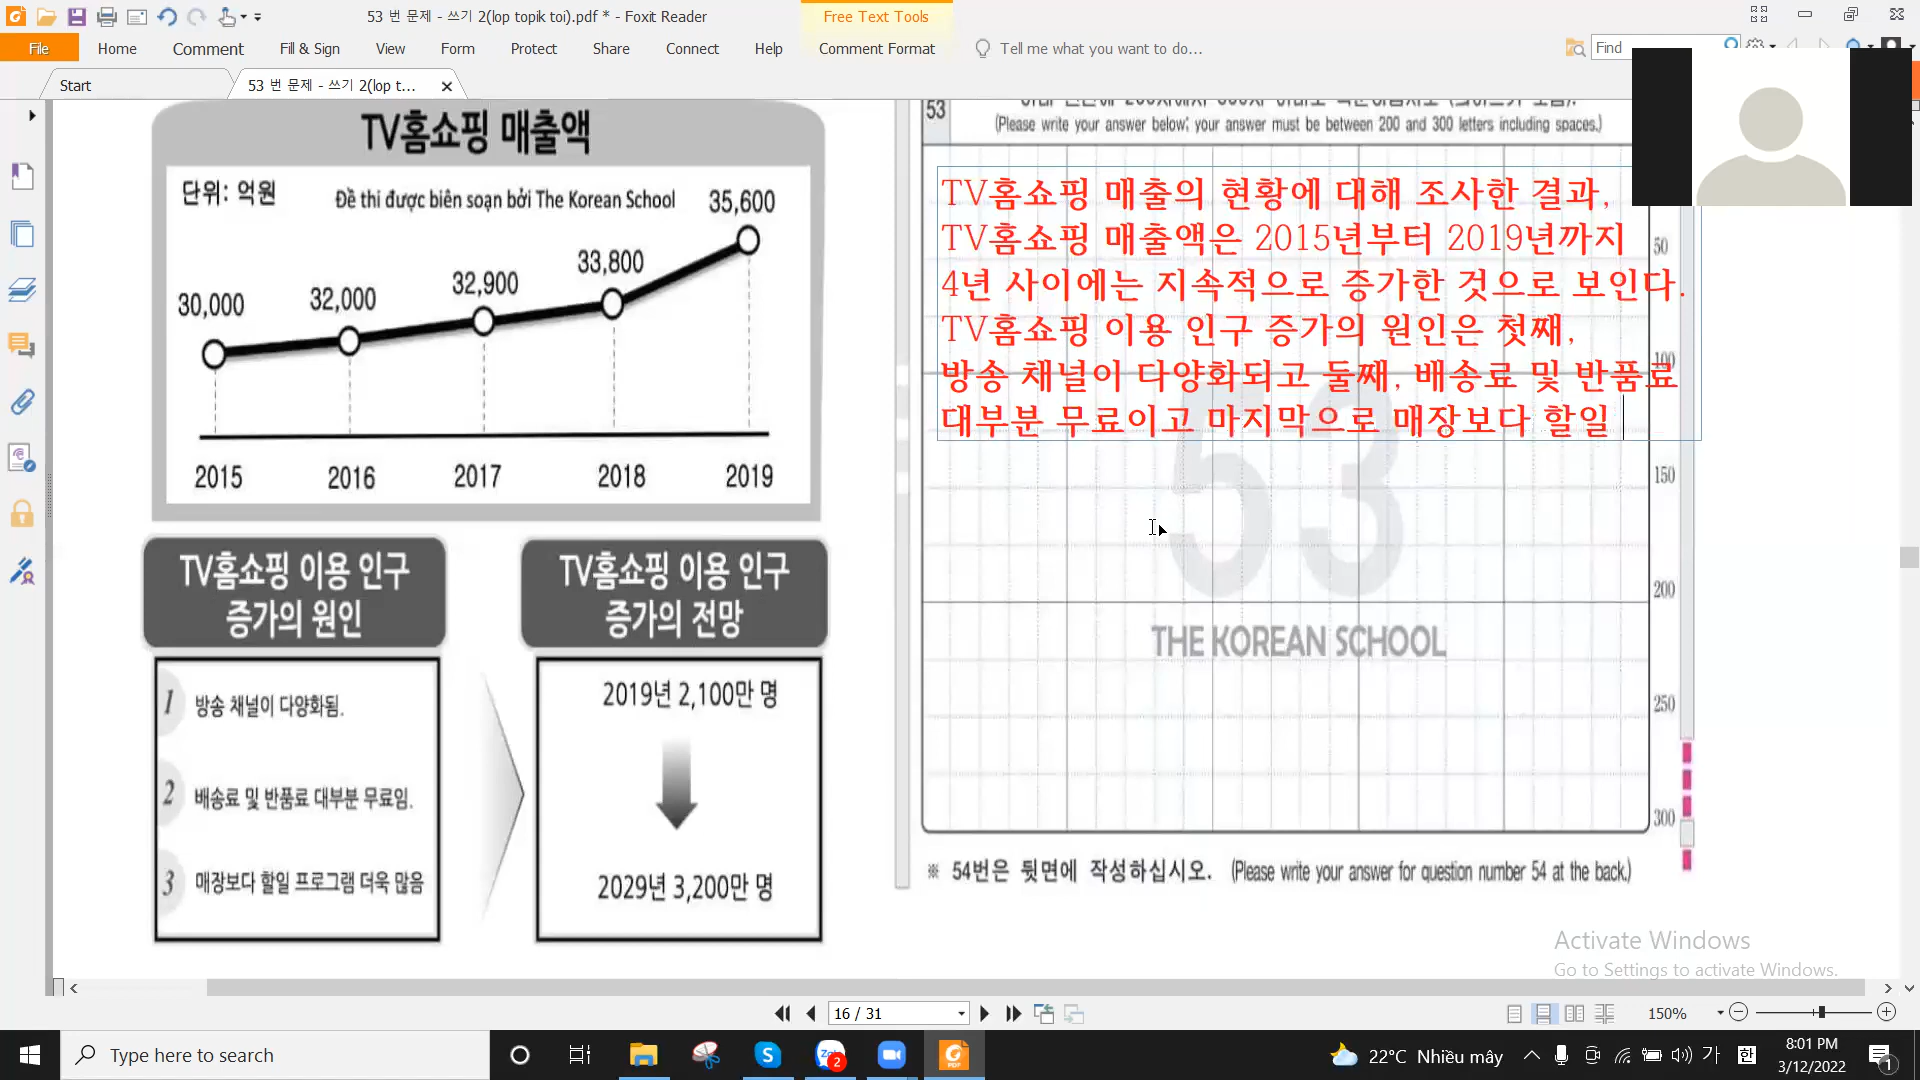 53 번 문제 - 쓰기 2(lop topik toi).pdf * - Foxit Reader
Free Text Tools
File
Home
Comment
Fill & Sign
View
Form
Protect
Share
Connect
Help
Comment Format
Tell me what you want to do...
Find
Start
53 번 문제 - 쓰기 2(lop t...
TV홈쇼핑 매출액
단위: 억원
Đề thi được biên soạn bởi The Korean School
35,600
33,800
32,900
32,000
30,000
2015
2016
2017
2018
2019
TV홈쇼핑 이용 인구
증가의 원인
1 방송 채널이 다양화됨.
2 배송료 및 반품료 대부분 무료임.
3 매장보다 할일 프로그램 더욱 많음
TV홈쇼핑 이용 인구
증가의 전망
2019년 2,100만 명
2029년 3,200만 명
53
(Please write your answer below; your answer must be between 200 and 300 letters including spaces.)
TV홈쇼핑 매출의 현황에 대해 조사한 결과,
TV홈쇼핑 매출액은 2015년부터 2019년까지
4년 사이에는 지속적으로 증가한 것으로 보인다.
TV홈쇼핑 이용 인구 증가의 원인은 첫째,
방송 채널이 다양화되고 둘째, 배송료 및 반품료
대부분 무료이고 마지막으로 매장보다 할일
50
100
150
200
250
300
53
THE KOREAN SCHOOL
※ 54번은 뒷면에 작성하십시오. (Please write your answer for question number 54 at the back.)
Activate Windows
Go to Settings to activate Windows.
16 / 31
150%
Type here to search
2
22°C Nhiều mây
가
한
8:01 PM
3/12/2022
1